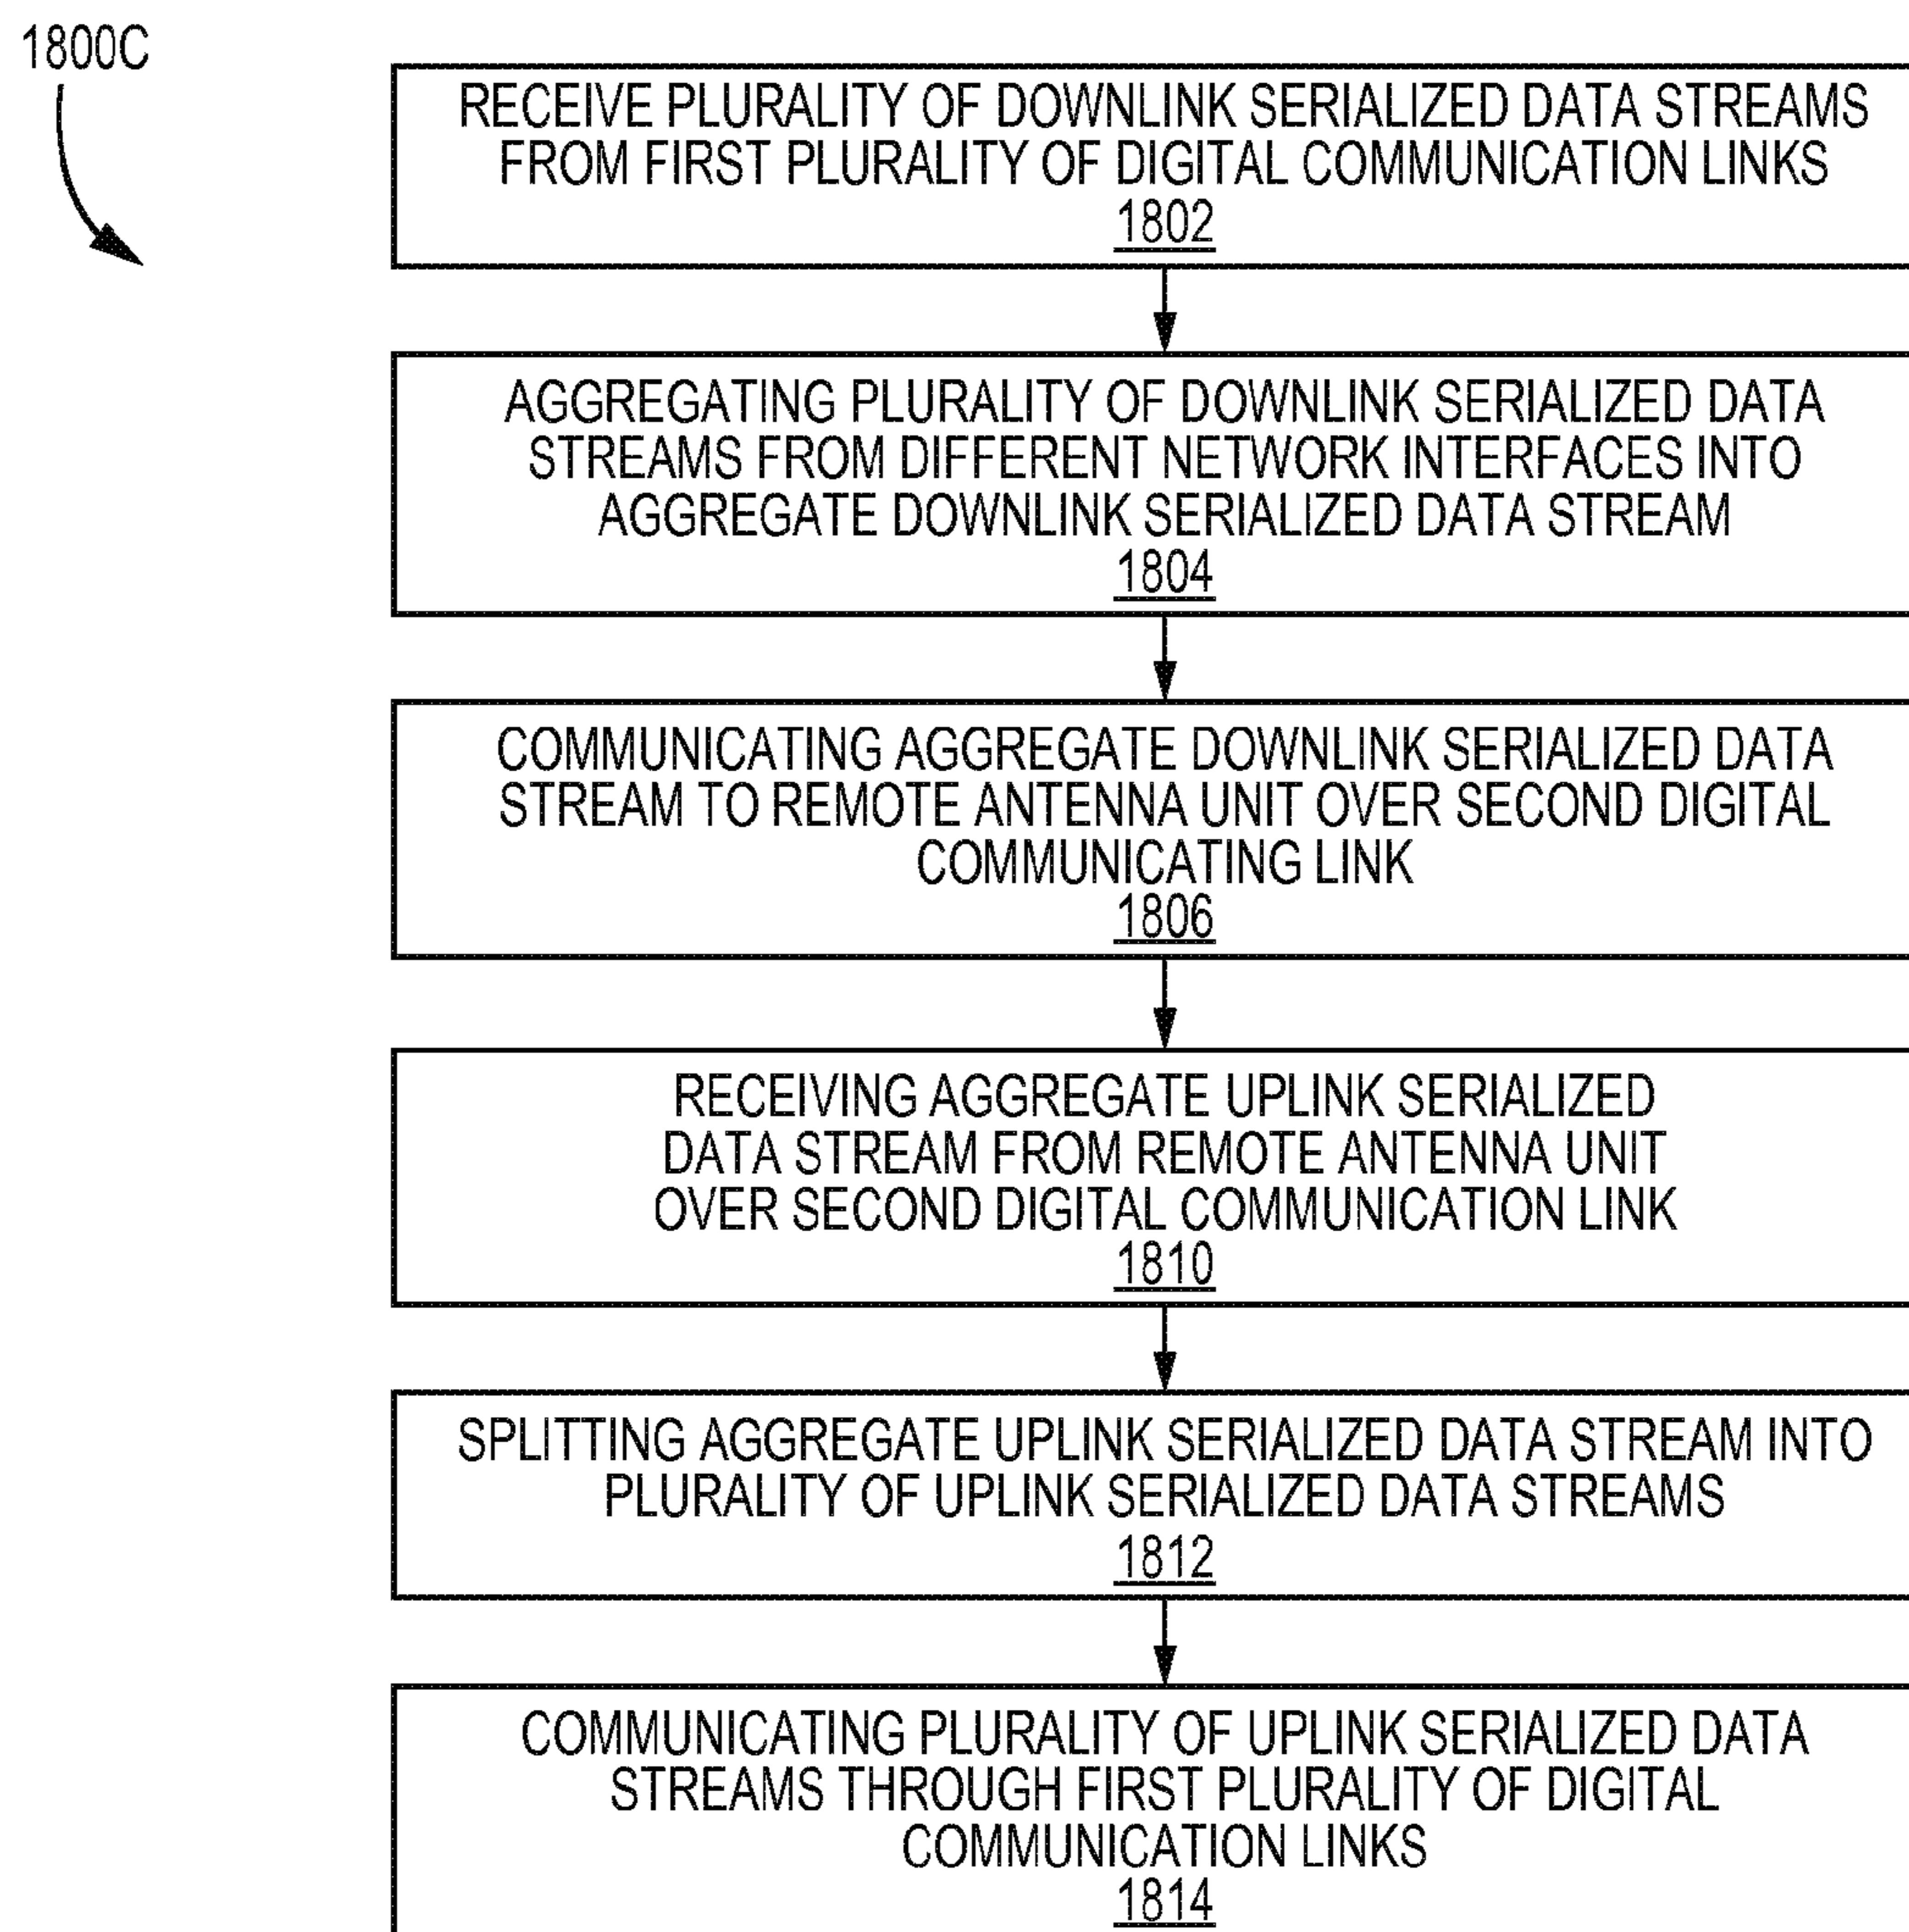 1800C
RECEIVE PLURALITY OF DOWNLINK SERIALIZED DATA STREAMS
FROM FIRST PLURALITY OF DIGITAL COMMUNICATION LINKS
1802
AGGREGATING PLURALITY OF DOWNLINK SERIALIZED DATA
STREAMS FROM DIFFERENT NETWORK INTERFACES INTO
AGGREGATE DOWNLINK SERIALIZED DATA STREAM
1804
COMMUNICATING AGGREGATE DOWNLINK SERIALIZED DATA
STREAM TO REMOTE ANTENNA UNIT OVER SECOND DIGITAL
COMMUNICATING LINK
1806
RECEIVING AGGREGATE UPLINK SERIALIZED
DATA STREAM FROM REMOTE ANTENNA UNIT
OVER SECOND DIGITAL COMMUNICATION LINK
1810
SPLITTING AGGREGATE UPLINK SERIALIZED DATA STREAM INTO
PLURALITY OF UPLINK SERIALIZED DATA STREAMS
1812
COMMUNICATING PLURALITY OF UPLINK SERIALIZED DATA
STREAMS THROUGH FIRST PLURALITY OF DIGITAL
COMMUNICATION LINKS
1814